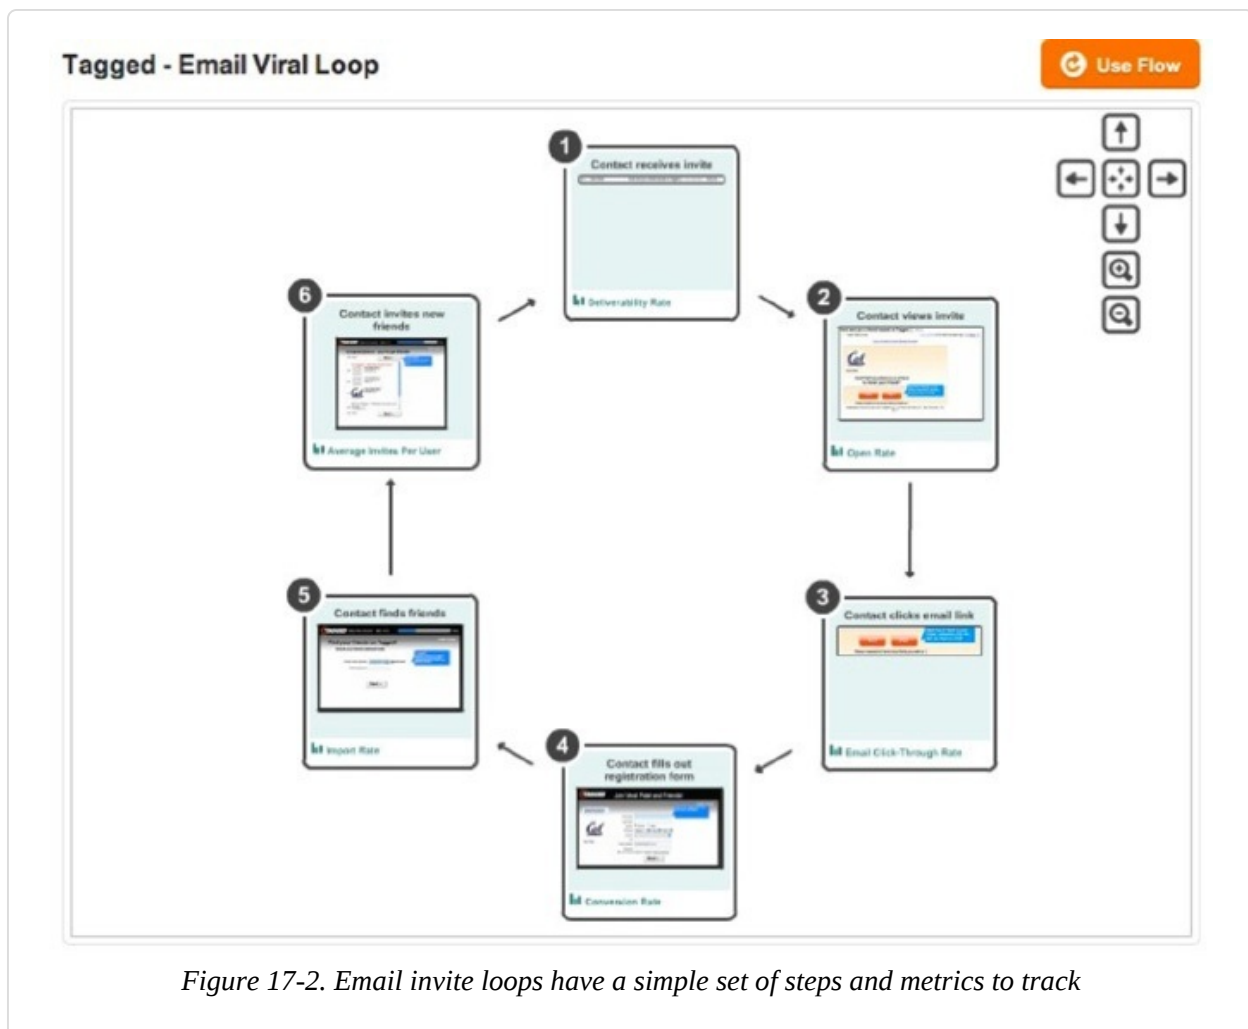 Tagged - Email Viral Loop
Use Flow
1
Contact receives invite
Deliverability Rate
2
Contact views invite
Cal
Open Rate
3
Contact clicks email link
Email Click-Through Rate
4
Contact fills out
registration form
Cal
Conversion Rate
5
Contact finds friends
Import Rate
6
Contact invites new
friends
Cal
Average Invites Per User
Figure 17-2. Email invite loops have a simple set of steps and metrics to track